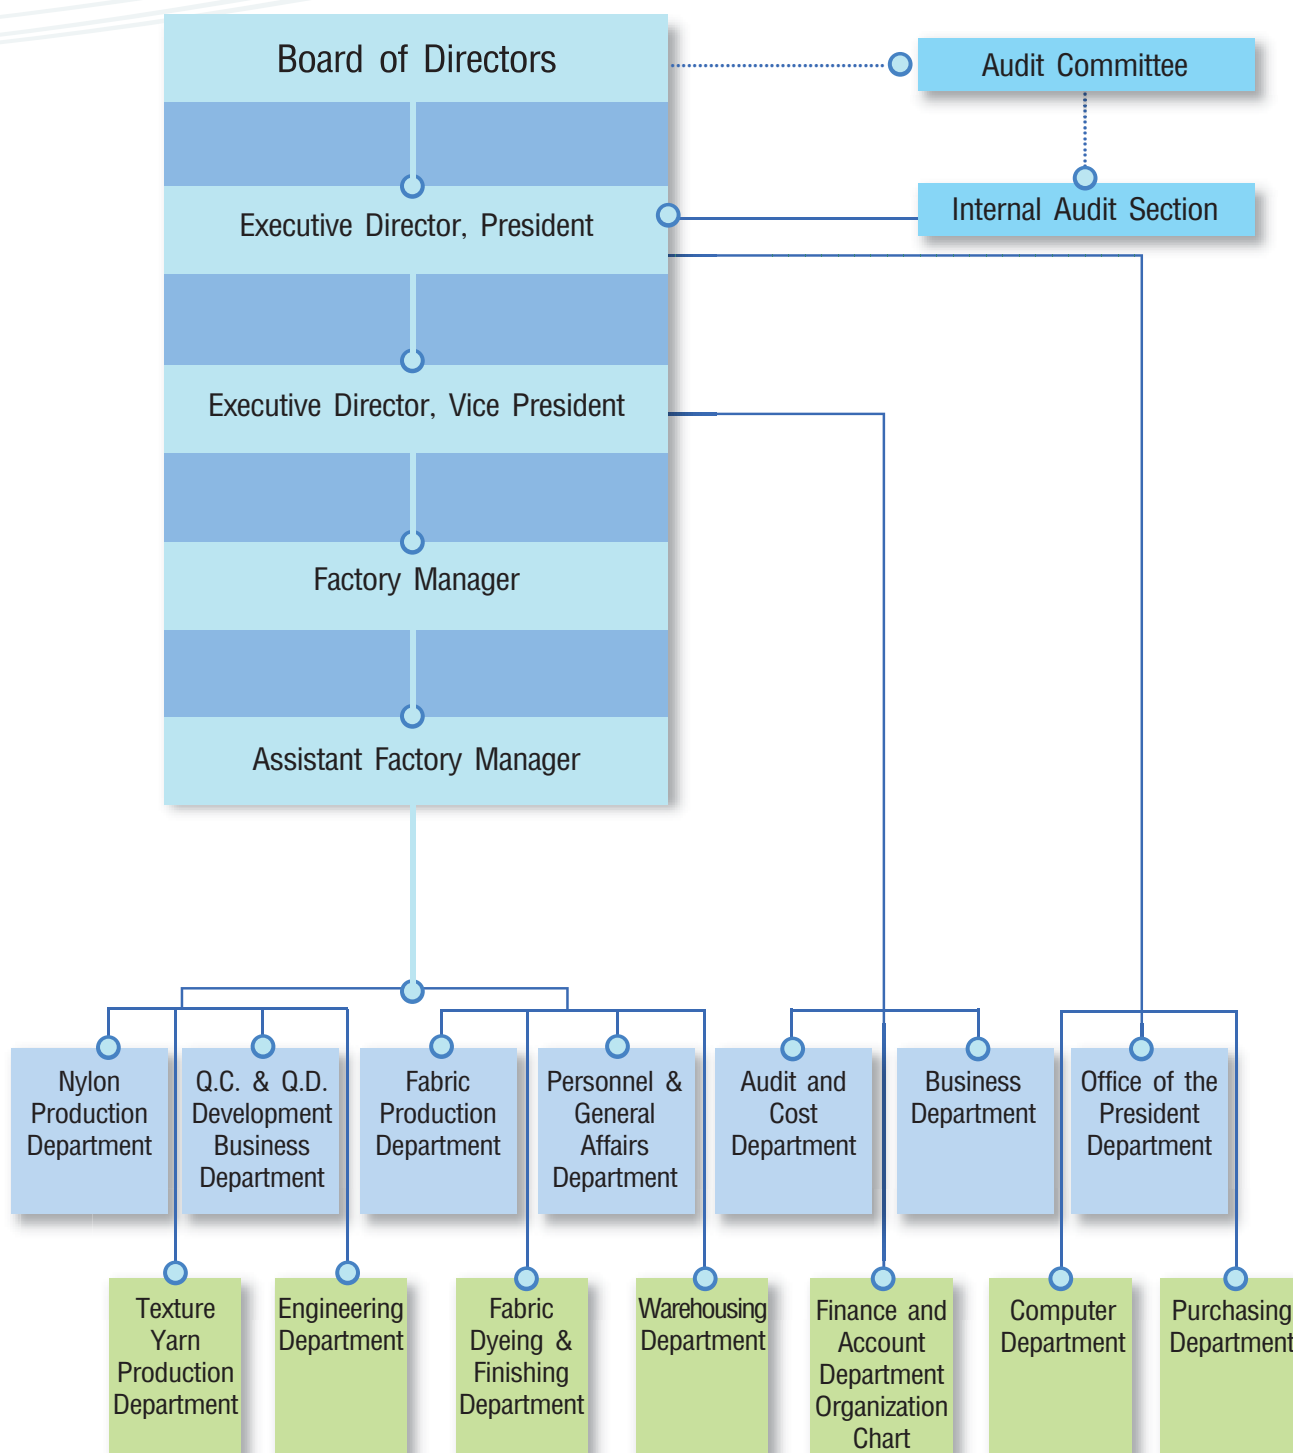 Board of Directors
Audit Committee
Internal Audit Section
Executive Director, President
Executive Director, Vice President
Factory Manager
Assistant Factory Manager
Nylon
Production
Department
Q.C. & Q.D.
Development
Business
Department
Fabric
Production
Department
Personnel &
General
Affairs
Department
Audit and
Cost
Department
Business
Department
Office of the
President
Department
Texture
Yarn
Production
Department
Engineering
Department
Fabric
Dyeing &
Finishing
Department
Warehousing
Department
Finance and
Account
Department
Organization
Chart
Computer
Department
Purchasing
Department